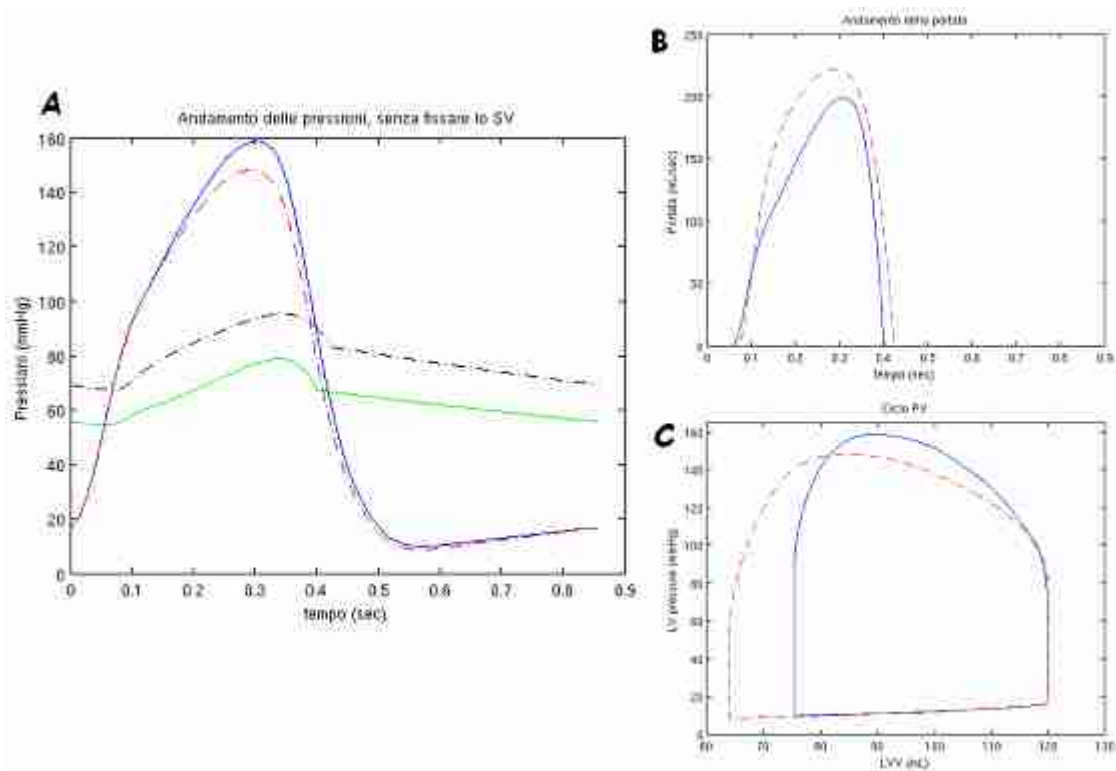 A
Andamento delle pressioni, senza fissare lo SV
160
140
120
100
80
60
40
20
0
Pressioni (mmHg)
0 0.1 0.2 0.3 0.4 0.5 0.6 0.7 0.8 0.9
tempo (sec)
B
Andamento della portata
250
200
150
100
50
0
Portata (mL/sec)
0 0.1 0.2 0.3 0.4 0.5 0.6 0.7 0.8 0.9
tempo (sec)
C
Ciclo PV
160
140
120
100
80
60
40
20
0
LV pressure (mmHg)
60 70 80 90 100 110 120 130
LVV (mL)